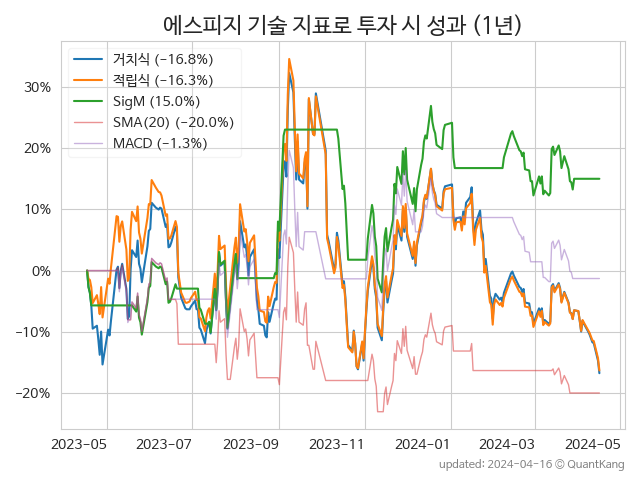 에스피지 기술 지표로 투자 시 성과 (1년)
거치식 (−16.8%)
적립식 (−16.3%)
SigM (15.0%)
SMA(20) (−20.0%)
MACD (−1.3%)
30%
20%
10%
0%
−10%
−20%
2023−05 2023−07 2023−09 2023−11 2024−01 2024−03 2024−05
updated: 2024−04−16 © QuantKang